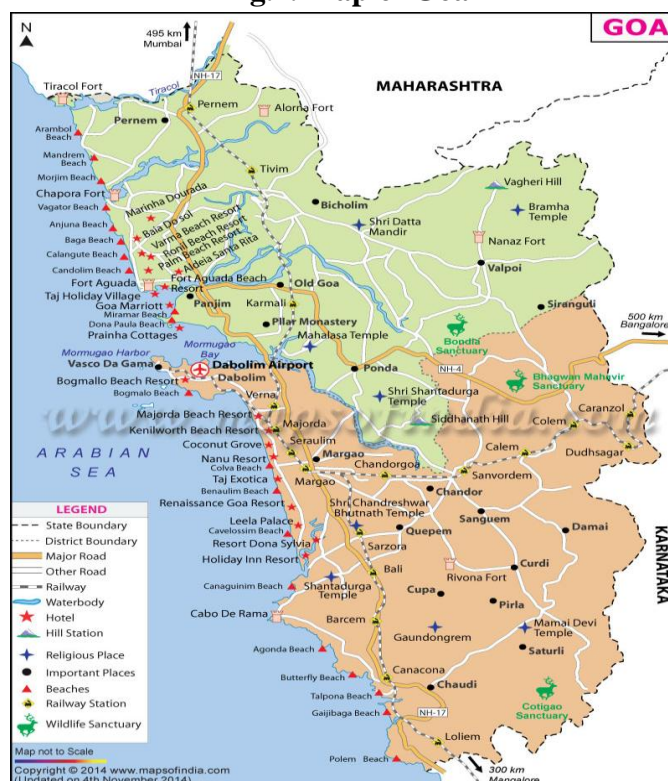 GOA
N
495 km
Mumbai
NH-17
MAHARASHTRA
Tiracol Fort
Tiracol
Pernem
Alorna Fort
Pernem
Arambol
Beach
Mandrem
Beach
Tivim
Morjim Beach
Chapora Fort
Vagator Beach
Marinha Dourada
Bicholim
Vagheri Hill
Bramha
Temple
Anjuna Beach
Baia Do sol
Varma Beach Resort
Shri Datta
Mandir
Nanaz Fort
Baga Beach
Ronil Beach Resort
Calangute Beach
Palm Beach Resort
Candolim Beach
Aldeia Santa Rita
Valpoi
Fort Aguada
Fort Aguada Beach
Resort
Old Goa
Taj Holiday Village
Panjim
Karmali
Goa Marriott
Siranguli
Miramar Beach
Dona Paula Beach
Pilar Monastery
500 km
Bangalore
Prainha Cottages
Mahalasa Temple
Bondla
Sanctuary
Mormugao Harbor
Mormugao
Bay
Vasco Da Gama
Dabolim Airport
Ponda
NH-4
Bhagwan Mahavir
Sanctuary
Bogmallo Beach Resort
Dabolim
Bogmalo Beach
Verna
Shri Shantadurga
Temple
Siddhanath Hill
Caranzol
Majorda Beach Resort
Majorda
Colem
Kenilworth Beach Resort
Seraulim
Coconut Grove
Calem
Dudhsagar
Nanu Resort
Margao
Chandorgoa
Colva Beach
Margao
Sanvordem
ARABIAN
SEA
Taj Exotica
Benaulim Beach
Chandor
Renaissance Goa Resort
Shri Chandreshwar
Bhutnath Temple
Sanguem
Leela Palace
Quepem
Damai
Cavelossim Beach
Sarzora
Resort Dona Sylvia
Holiday Inn Resort
Bali
Rivona Fort
Curdi
KARNATAKA
Canaguinim Beach
Shantadurga
Temple
Cupa
Pirla
Cabo De Rama
Barcem
Gaundongrem
Mamai Devi
Temple
Saturli
Agonda Beach
Butterfly Beach
Canacona
Chaudi
Talpona Beach
Cotigao
Sanctuary
Gaijibaga Beach
NH-17
Loliem
Polem Beach
300 km
Mangalore
LEGEND
State Boundary
District Boundary
Major Road
Other Road
Railway
Waterbody
Hotel
Hill Station
Religious Place
Important Places
Beaches
Railway Station
Wildlife Sanctuary
Map not to Scale
Copyright © 2014 www.mapsofindia.com
(Updated on 4th November 2014)